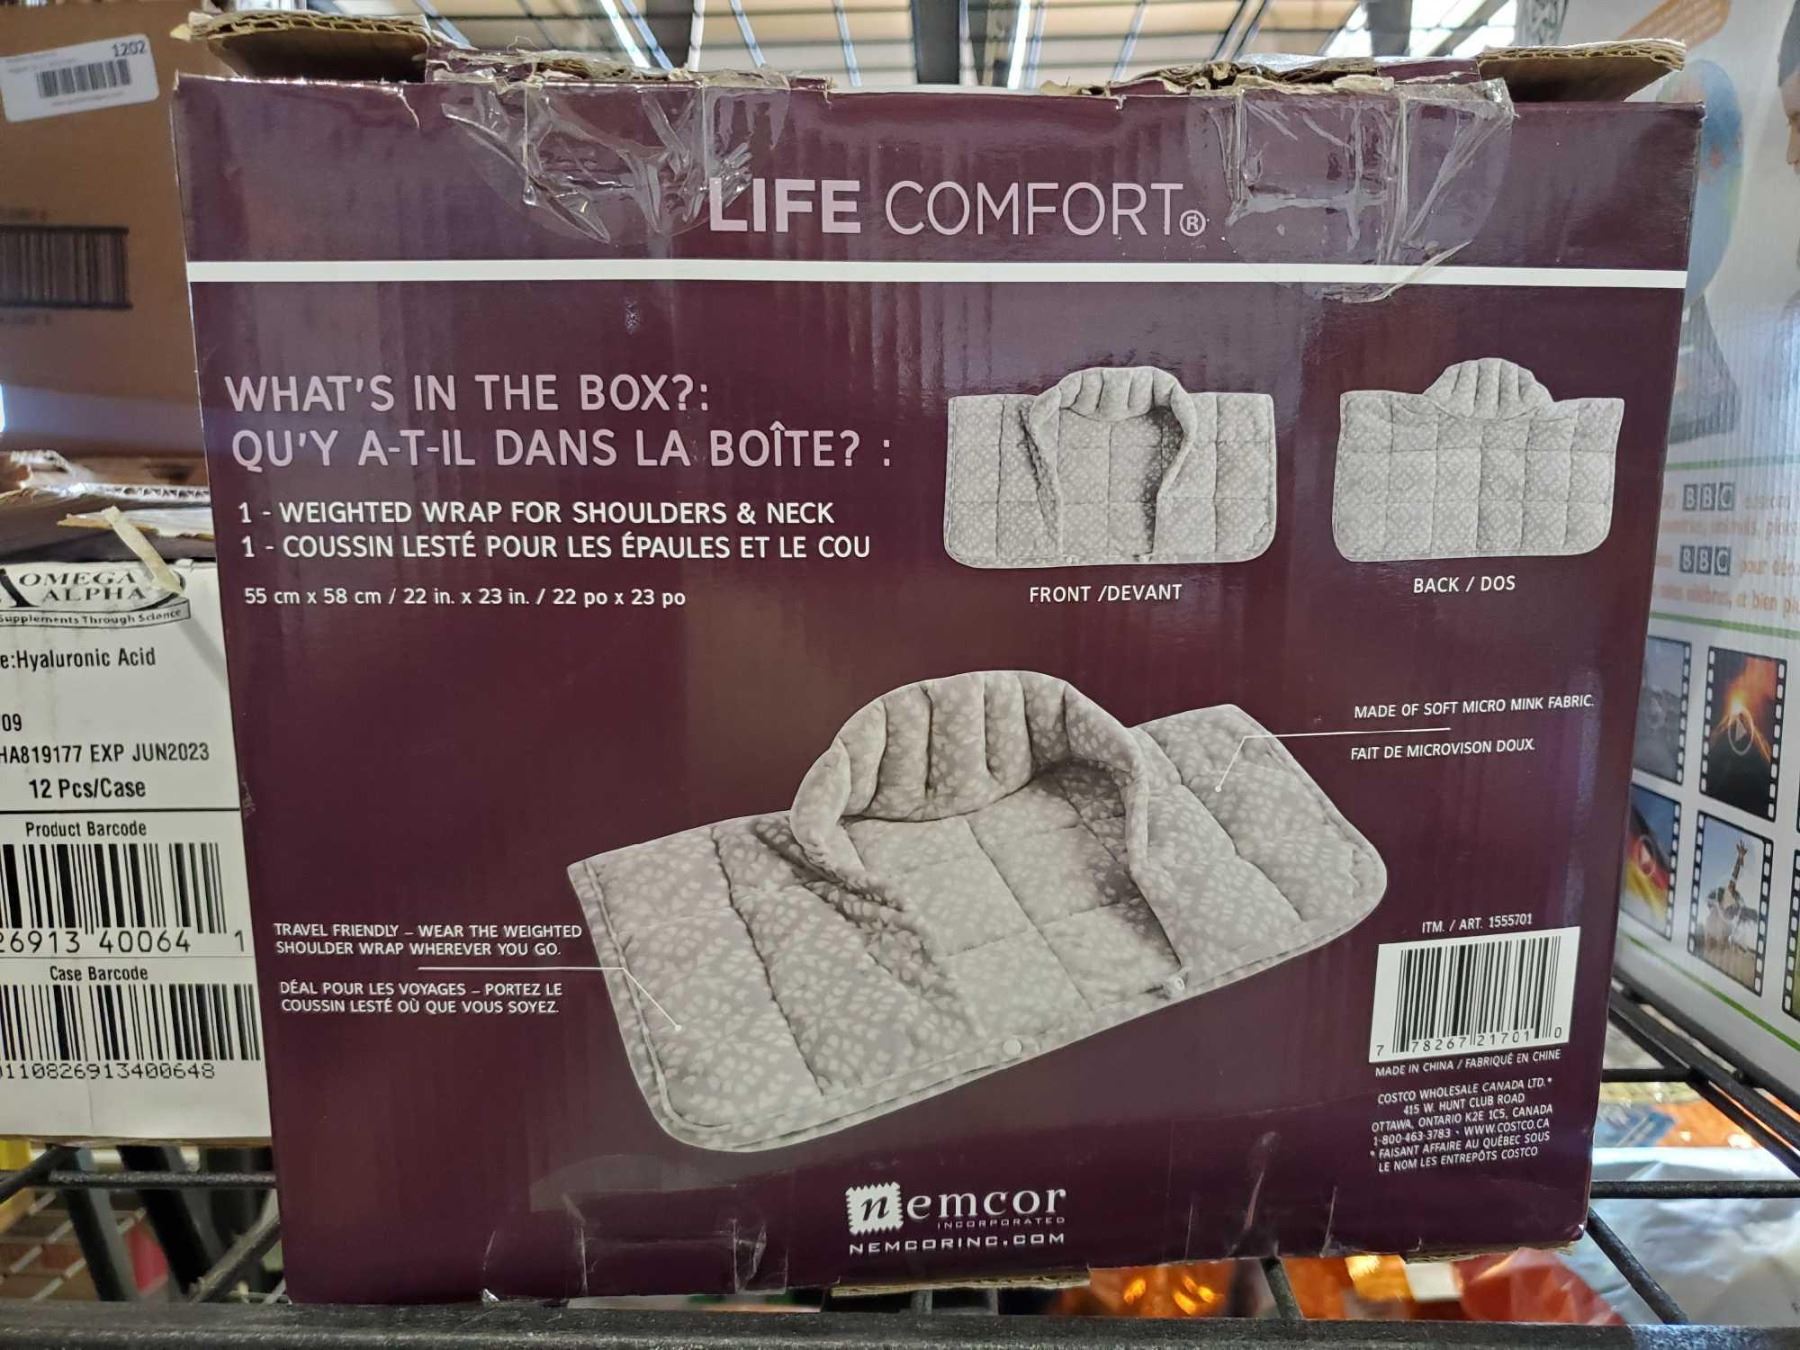 1202
LIFE COMFORT®
WHAT'S IN THE BOX?:
QU'Y A-T-IL DANS LA BOÎTE? :
1 - WEIGHTED WRAP FOR SHOULDERS & NECK
1 - COUSSIN LESTÉ POUR LES ÉPAULES ET LE COU
55 cm x 58 cm / 22 in. x 23 in. / 22 po x 23 po
FRONT /DEVANT
BACK / DOS
MADE OF SOFT MICRO MINK FABRIC.
FAIT DE MICROVISON DOUX.
TRAVEL FRIENDLY – WEAR THE WEIGHTED
SHOULDER WRAP WHEREVER YOU GO.
DÉAL POUR LES VOYAGES – PORTEZ LE
COUSSIN LESTÉ OÙ QUE VOUS SOYEZ.
ITM. / ART. 1555701
7 78267 21701 0
MADE IN CHINA / FABRIQUÉ EN CHINE
COSTCO WHOLESALE CANADA LTD.*
415 W. HUNT CLUB ROAD
OTTAWA, ONTARIO K2E 1C5, CANADA
1-800-463-3783 • WWW.COSTCO.CA
* FAISANT AFFAIRE AU QUÉBEC SOUS
LE NOM LES ENTREPÔTS COSTCO
nemcor
INCORPORATED
NEMCORINC.COM
OMEGA
ALPHA
Supplements Through Science
e:Hyaluronic Acid
09
HA819177 EXP JUN2023
12 Pcs/Case
Product Barcode
26913 40064 1
Case Barcode
0110826913400648
BBC
BBC pour
et bien